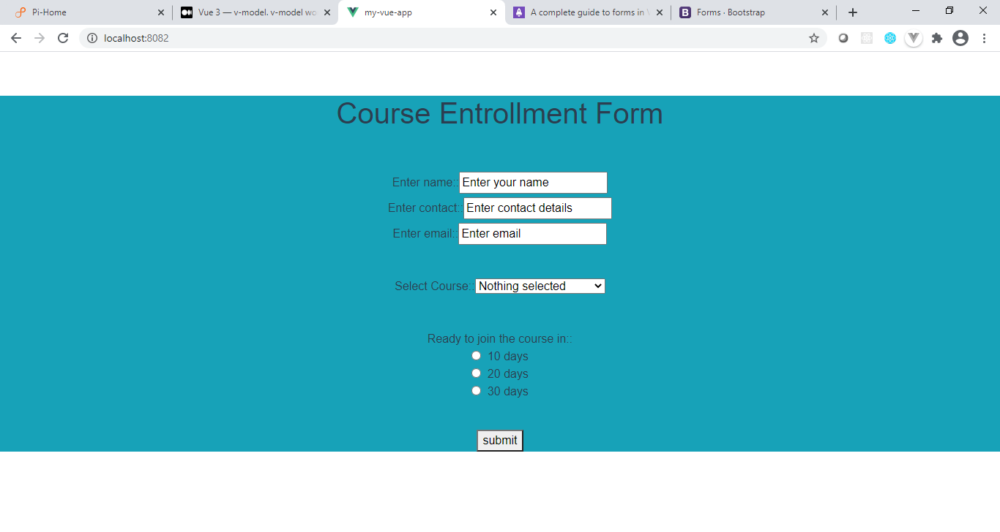 Pi-Home
Vue 3 — v-model. v-model wo
my-vue-app
A complete guide to forms in
Forms · Bootstrap
localhost:8082
Course Entrollment Form
Enter name:: Enter your name
Enter contact: Enter contact details
Enter email:: Enter email
Select Course:: Nothing selected
Ready to join the course in::
10 days
20 days
30 days
submit